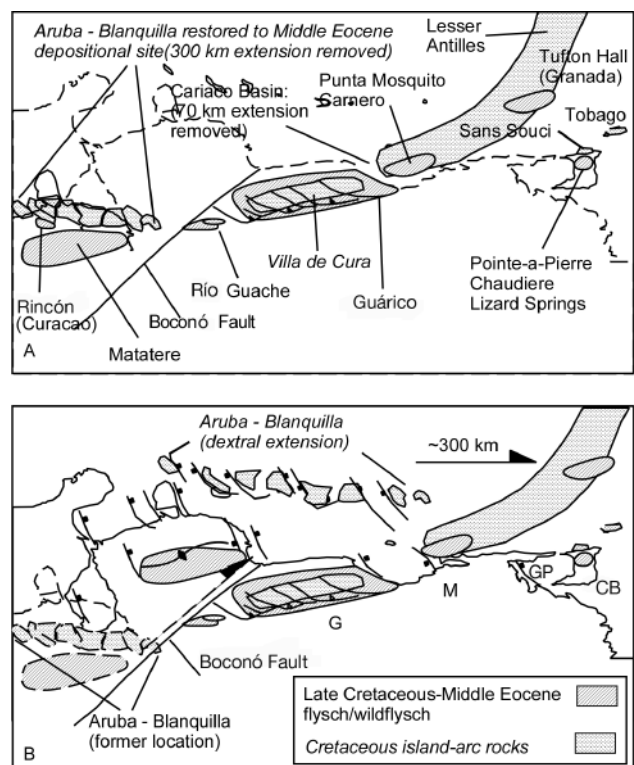 Aruba - Blanquilla restored to Middle Eocene
depositional site(300 km extension removed)
Lesser
Antilles
Cariaco Basin:
(70 km extension
removed)
Punta Mosquito
Carnero
Tufton Hall
(Granada)
Sans Souci
Tobago
Villa de Cura
Río Guache
Guárico
Pointe-a-Pierre
Chaudiere
Lizard Springs
Rincón
(Curacao)
Boconó Fault
Matatere
A
Aruba - Blanquilla
(dextral extension)
~300 km
M
GP
CB
G
Boconó Fault
Aruba - Blanquilla
(former location)
B
Late Cretaceous-Middle Eocene
flysch/wildflysch
Cretaceous island-arc rocks